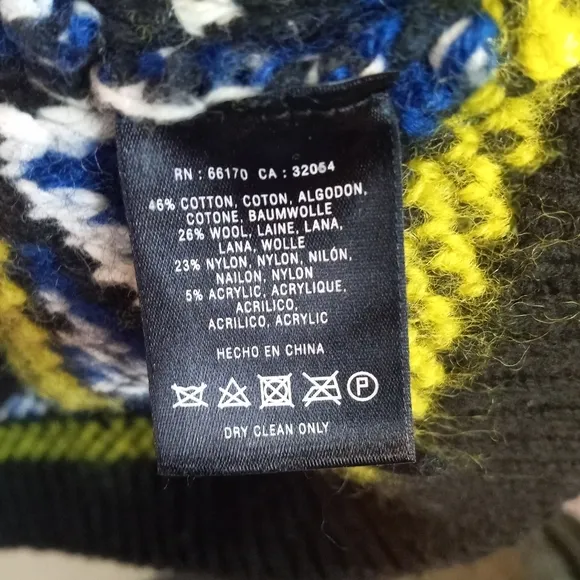 RN : 66170 CA : 32054
46% COTTON, COTON, ALGODON,
COTONE, BAUMWOLLE
26% WOOL, LAINE, LANA,
LANA, WOLLE
23% NYLON, NYLON, NILÓN,
NAILON, NYLON
5% ACRYLIC, ACRYLIQUE,
ACRILICO,
ACRILICO, ACRYLIC
HECHO EN CHINA
P
DRY CLEAN ONLY